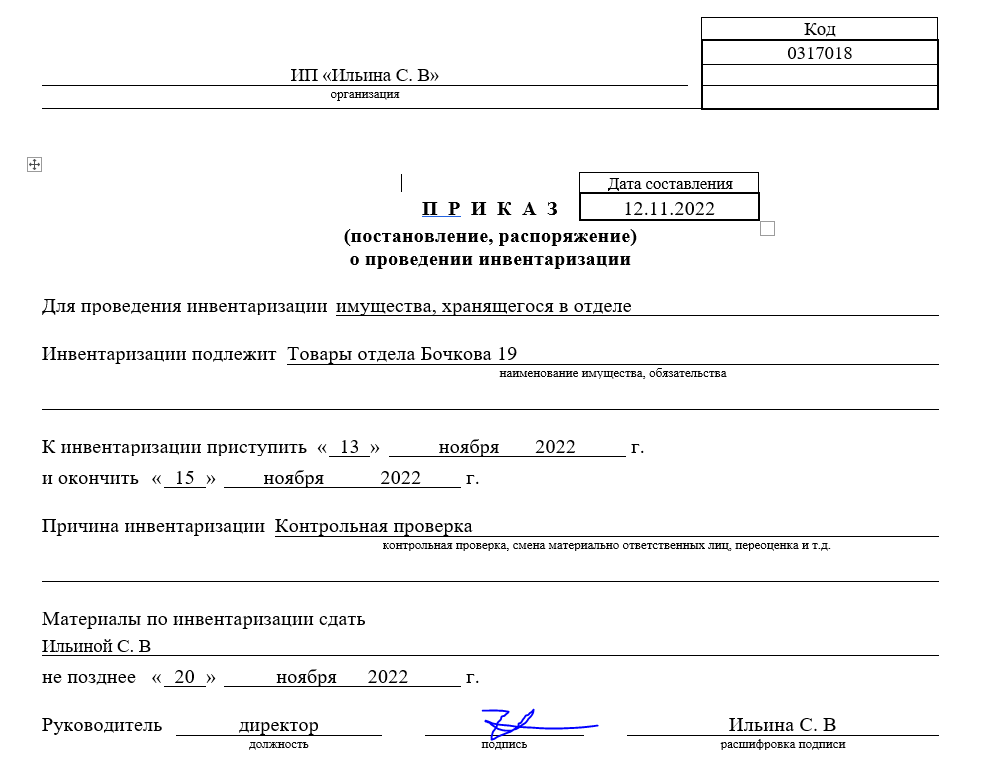 Код
0317018
ИП «Ильина С. В»
организация
Дата составления
П Р И К А З 12.11.2022
(постановление, распоряжение)
о проведении инвентаризации
Для проведения инвентаризации имущества, хранящегося в отделе
Инвентаризации подлежит Товары отдела Бочкова 19
наименование имущества, обязательства
К инвентаризации приступить « 13 » ноября 2022 г.
и окончить « 15 » ноября 2022 г.
Причина инвентаризации Контрольная проверка
контрольная проверка, смена материально ответственных лиц, переоценка и т.д.
Материалы по инвентаризации сдать
Ильиной С. В
не позднее « 20 » ноября 2022 г.
Руководитель директор Ильина С. В
должность подпись расшифровка подписи